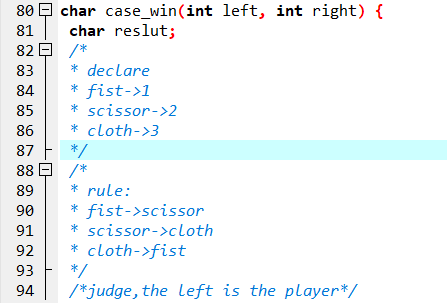 80 char case_win(int left, int right) {
81 char reslut;
82 /*
83 * declare
84 * fist->1
85 * scissor->2
86 * cloth->3
87 */
88 /*
89 * rule:
90 * fist->scissor
91 * scissor->cloth
92 * cloth->fist
93 */
94 /*judge,the left is the player*/